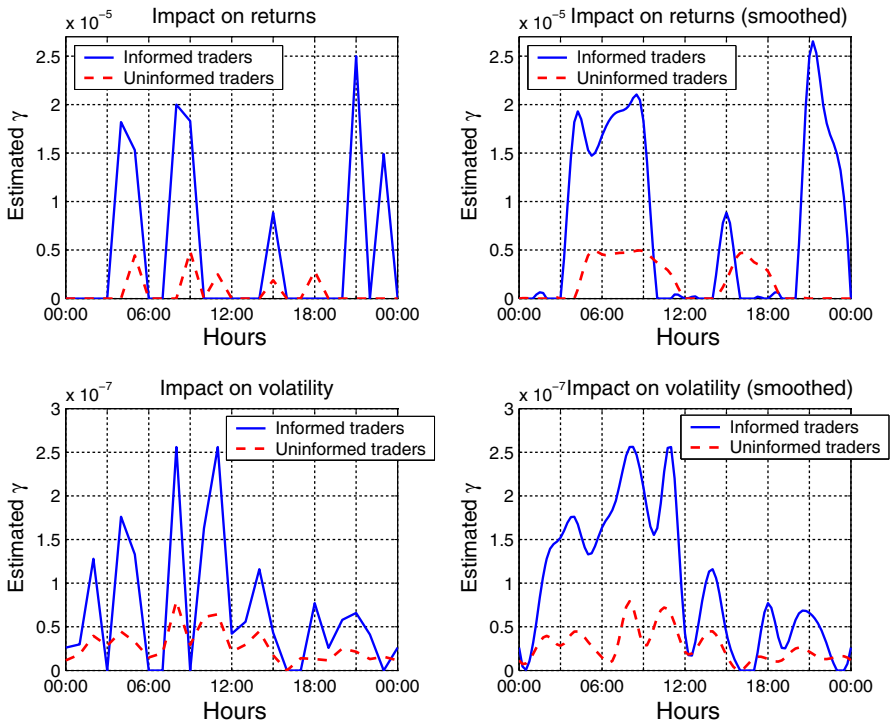 x 10⁻⁵ Impact on returns
Informed traders
Uninformed traders
2.5
2
1.5
1
0.5
0
Estimated γ
00:00 06:00 12:00 18:00 00:00
Hours
x 10⁻⁵ Impact on returns (smoothed)
Informed traders
Uninformed traders
2.5
2
1.5
1
0.5
0
Estimated γ
00:00 06:00 12:00 18:00 00:00
Hours
x 10⁻⁷ Impact on volatility
Informed traders
Uninformed traders
3
2.5
2
1.5
1
0.5
0
Estimated γ
00:00 06:00 12:00 18:00 00:00
Hours
x 10⁻⁷ Impact on volatility (smoothed)
Informed traders
Uninformed traders
3
2.5
2
1.5
1
0.5
0
Estimated γ
00:00 06:00 12:00 18:00 00:00
Hours